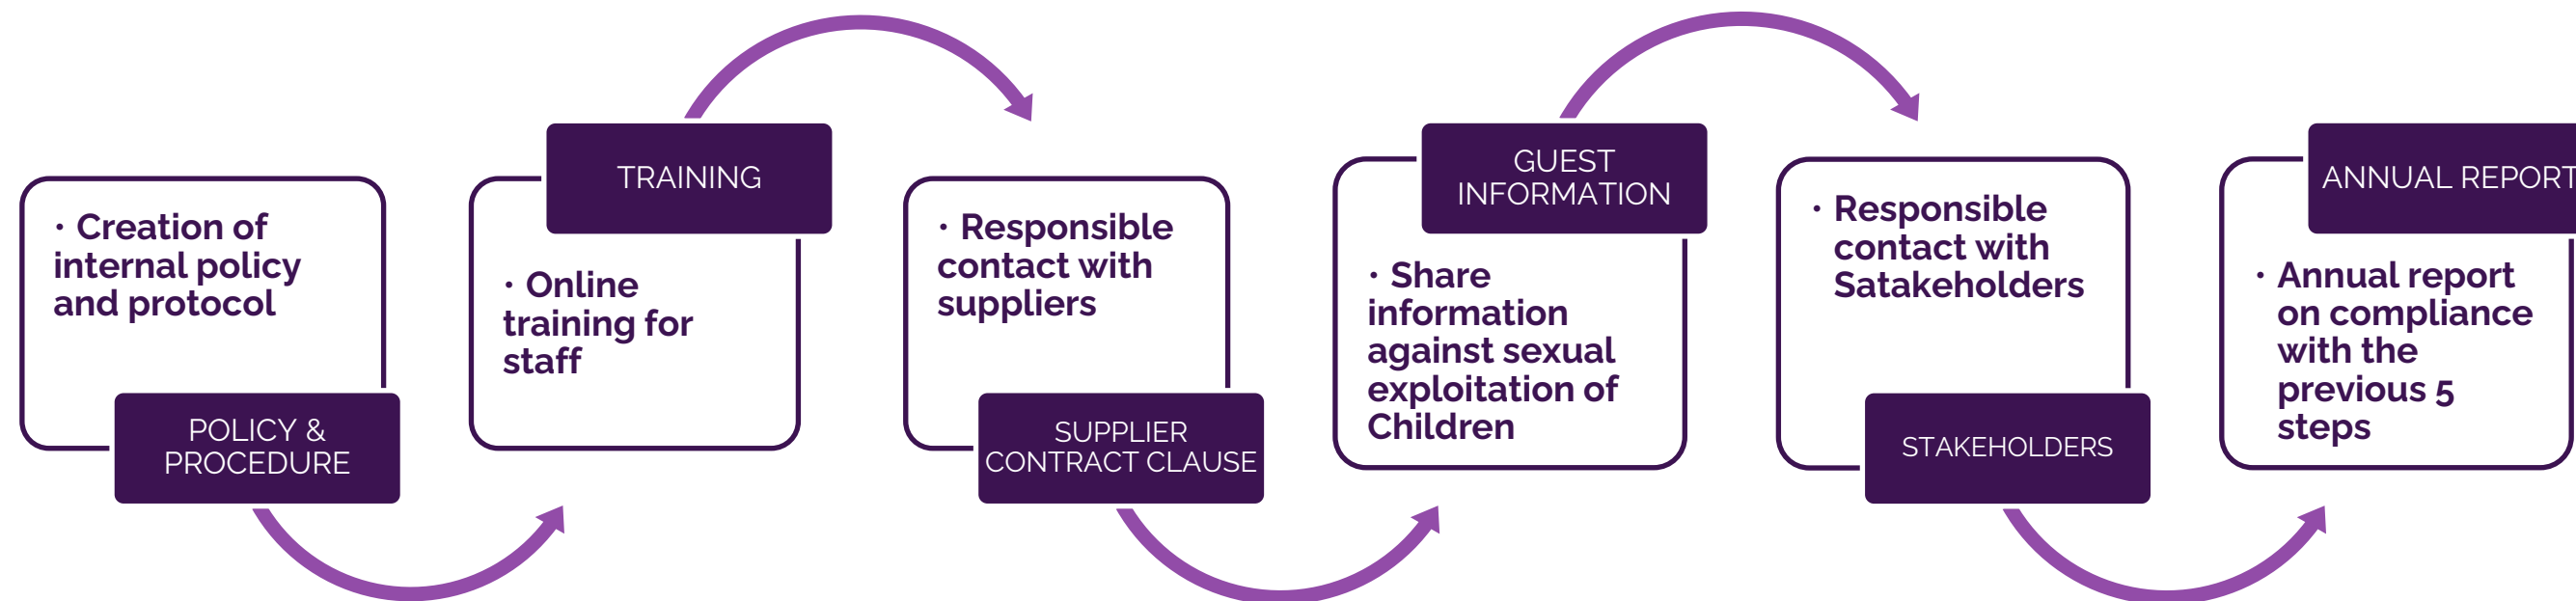 · Creation of
internal policy
and protocol
POLICY &
PROCEDURE
TRAINING
· Online
training for
staff
· Responsible
contact with
suppliers
SUPPLIER
CONTRACT CLAUSE
GUEST
INFORMATION
· Share
information
against sexual
exploitation of
Children
· Responsible
contact with
Satakeholders
STAKEHOLDERS
ANNUAL REPORT
· Annual report
on compliance
with the
previous 5
steps